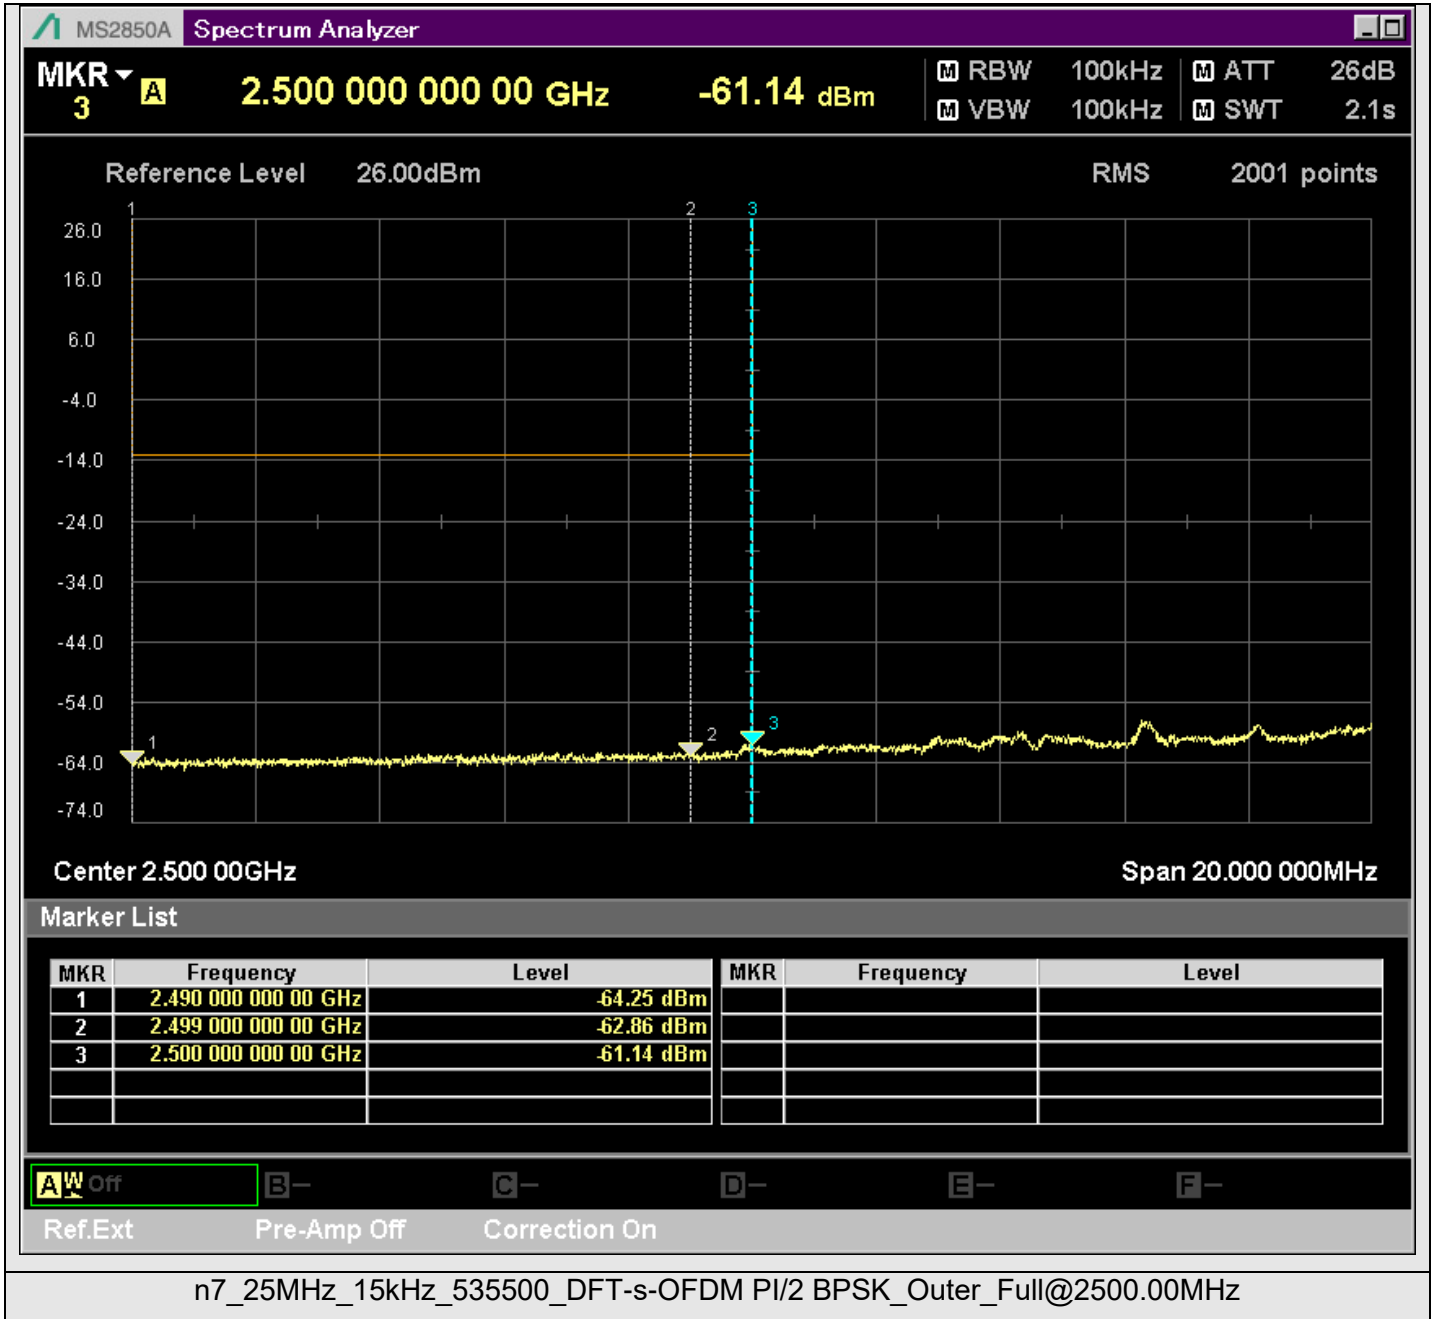 MS2850A Spectrum Analyzer
MKR A 2.500 000 000 00 GHz -61.14 dBm M RBW 100kHz M ATT 26dB
3 M VBW 100kHz M SWT 2.1s
Reference Level 26.00dBm RMS 2001 points
1 2 3
26.0
16.0
6.0
-4.0
-14.0
-24.0
-34.0
-44.0
-54.0
1 2 3
-64.0
-74.0
Center 2.500 00GHz Span 20.000 000MHz
Marker List
MKR Frequency Level MKR Frequency Level
1 2.490 000 000 00 GHz -64.25 dBm
2 2.499 000 000 00 GHz -62.86 dBm
3 2.500 000 000 00 GHz -61.14 dBm
A W Off B – C – D – E – F –
Ref.Ext Pre-Amp Off Correction On
n7_25MHz_15kHz_535500_DFT-s-OFDM PI/2 BPSK_Outer_Full@2500.00MHz